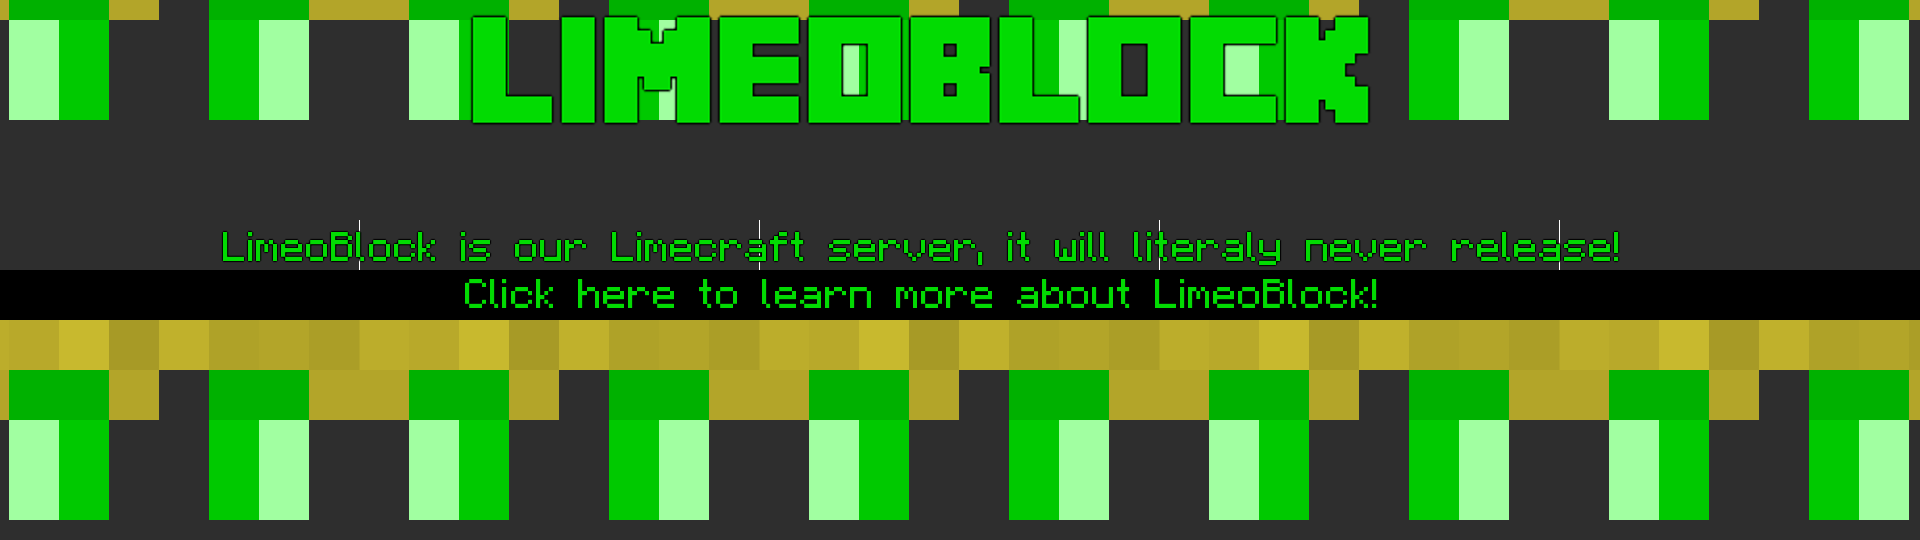 LIMEOBLOCK
LimeoBlock is our Limecraft server, it will literaly never release!
Click here to learn more about LimeoBlock!